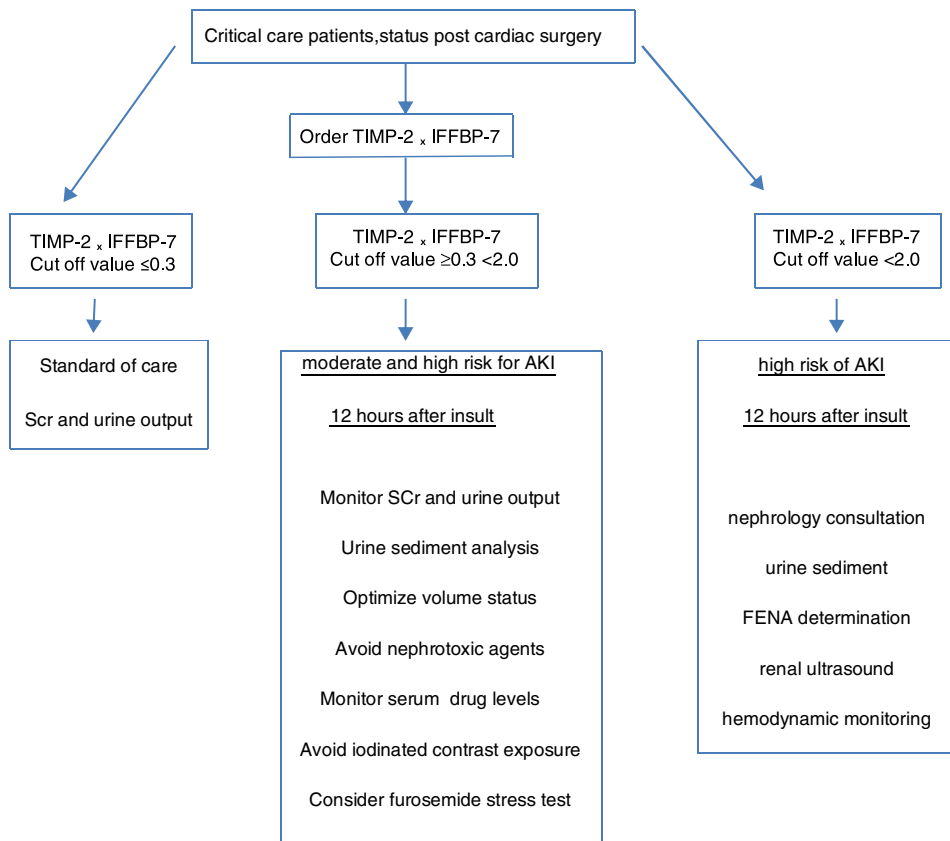 Critical care patients,status post cardiac surgery
Order TIMP-2 x IFFBP-7
TIMP-2 x IFFBP-7
Cut off value ≤0.3
TIMP-2 x IFFBP-7
Cut off value ≥0.3 <2.0
TIMP-2 x IFFBP-7
Cut off value <2.0
Standard of care
Scr and urine output
moderate and high risk for AKI
12 hours after insult
Monitor SCr and urine output
Urine sediment analysis
Optimize volume status
Avoid nephrotoxic agents
Monitor serum drug levels
Avoid iodinated contrast exposure
Consider furosemide stress test
high risk of AKI
12 hours after insult
nephrology consultation
urine sediment
FENA determination
renal ultrasound
hemodynamic monitoring